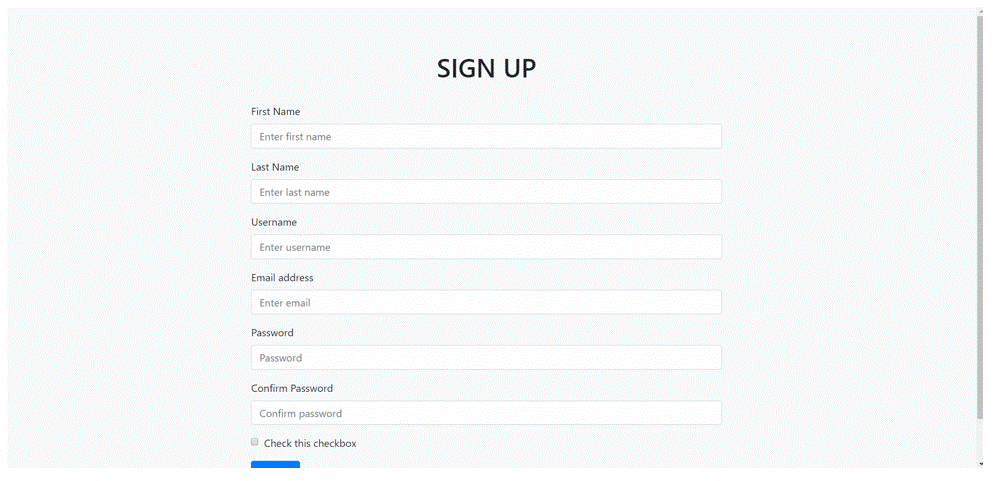 SIGN UP
First Name
Enter first name
Last Name
Enter last name
Username
Enter username
Email address
Enter email
Password
Password
Confirm Password
Confirm password
Check this checkbox